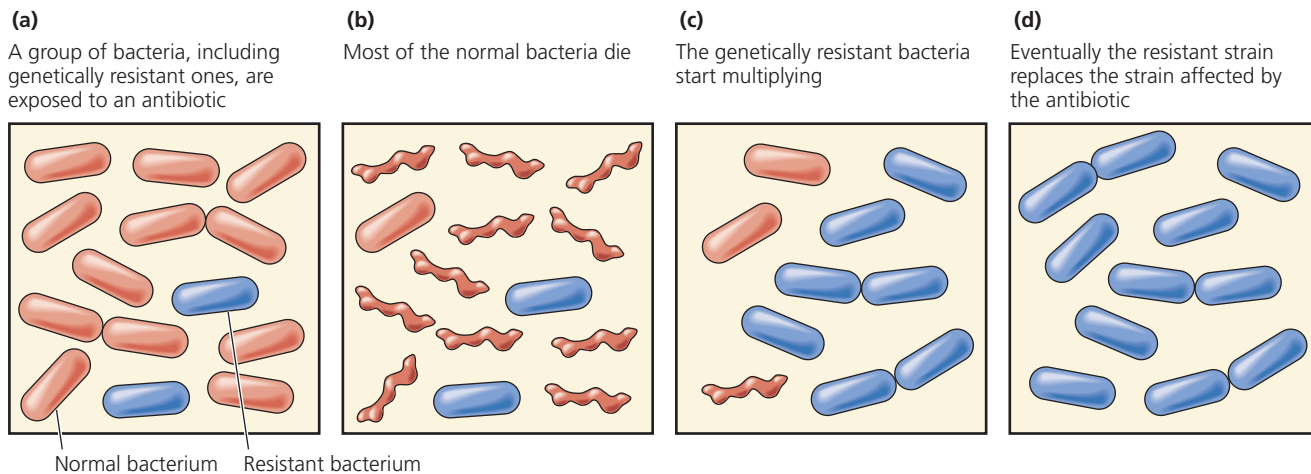 (a)
A group of bacteria, including
genetically resistant ones, are
exposed to an antibiotic
(b)
Most of the normal bacteria die
(c)
The genetically resistant bacteria
start multiplying
(d)
Eventually the resistant strain
replaces the strain affected by
the antibiotic
Normal bacterium
Resistant bacterium